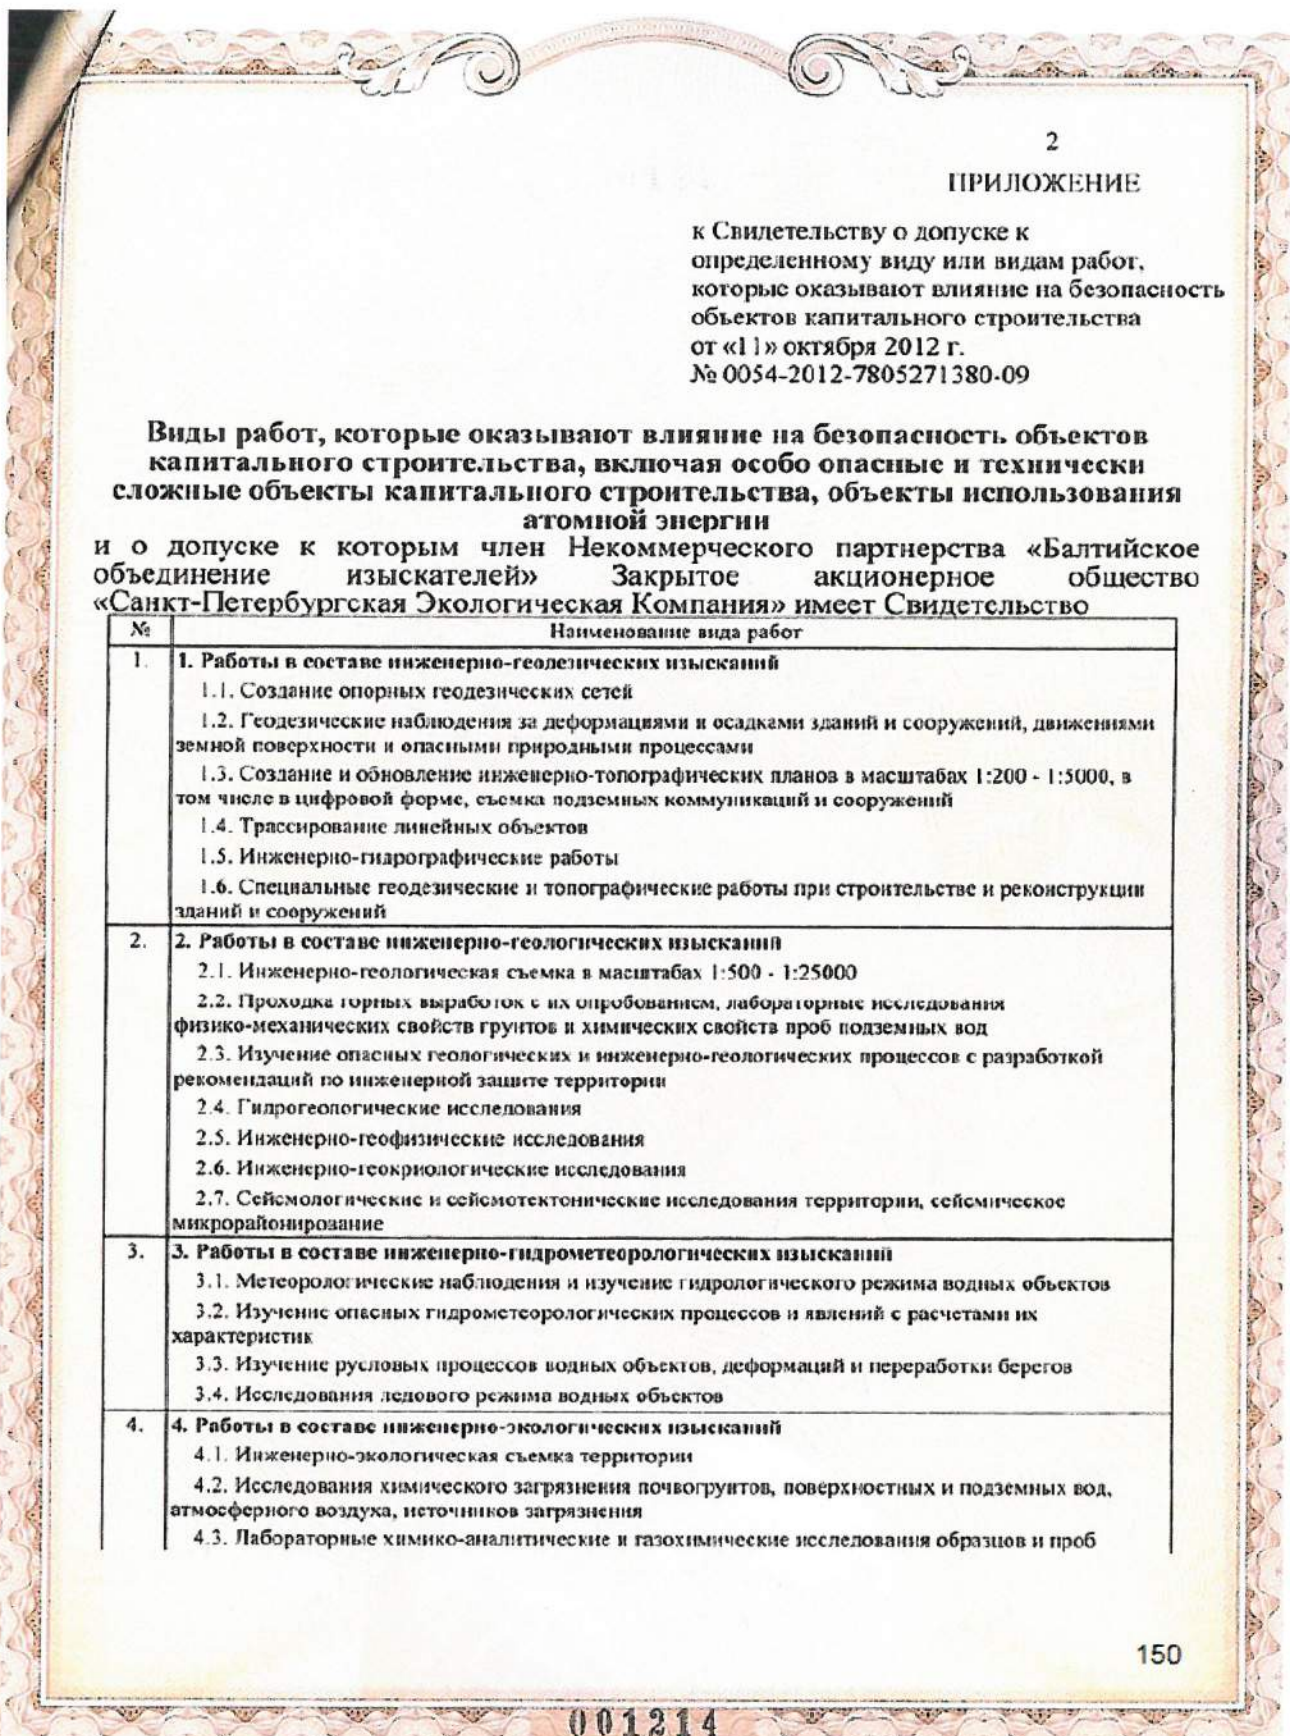 2
ПРИЛОЖЕНИЕ
к Свидетельству о допуске к
определенному виду или видам работ,
которые оказывают влияние на безопасность
объектов капитального строительства
от «11» октября 2012 г.
№ 0054-2012-7805271380-09
Виды работ, которые оказывают влияние на безопасность объектов
капитального строительства, включая особо опасные и технически
сложные объекты капитального строительства, объекты использования
атомной энергии
и о допуске к которым член Некоммерческого партнерства «Балтийское
объединение изыскателей» Закрытое акционерное общество
«Санкт-Петербургская Экологическая Компания» имеет Свидетельство
№ Наименование вида работ
1. 1. Работы в составе инженерно-геодезических изысканий
1.1. Создание опорных геодезических сетей
1.2. Геодезические наблюдения за деформациями и осадками зданий и сооружений, движениями
земной поверхности и опасными природными процессами
1.3. Создание и обновление инженерно-топографических планов в масштабах 1:200 - 1:5000, в
том числе в цифровой форме, съемка подземных коммуникаций и сооружений
1.4. Трассирование линейных объектов
1.5. Инженерно-гидрографические работы
1.6. Специальные геодезические и топографические работы при строительстве и реконструкции
зданий и сооружений
2. 2. Работы в составе инженерно-геологических изысканий
2.1. Инженерно-геологическая съемка в масштабах 1:500 - 1:25000
2.2. Проходка горных выработок с их опробованием, лабораторные исследования
физико-механических свойств грунтов и химических свойств проб подземных вод
2.3. Изучение опасных геологических и инженерно-геологических процессов с разработкой
рекомендаций по инженерной защите территории
2.4. Гидрогеологические исследования
2.5. Инженерно-геофизические исследования
2.6. Инженерно-геокриологические исследования
2.7. Сейсмологические и сейсмотектонические исследования территории, сейсмическое
микрорайонирование
3. 3. Работы в составе инженерно-гидрометеорологических изысканий
3.1. Метеорологические наблюдения и изучение гидрологического режима водных объектов
3.2. Изучение опасных гидрометеорологических процессов и явлений с расчетами их
характеристик
3.3. Изучение русловых процессов водных объектов, деформаций и переработки берегов
3.4. Исследования ледового режима водных объектов
4. 4. Работы в составе инженерно-экологических изысканий
4.1. Инженерно-экологическая съемка территории
4.2. Исследования химического загрязнения почвогрунтов, поверхностных и подземных вод,
атмосферного воздуха, источников загрязнения
4.3. Лабораторные химико-аналитические и газохимические исследования образцов и проб
150
001214